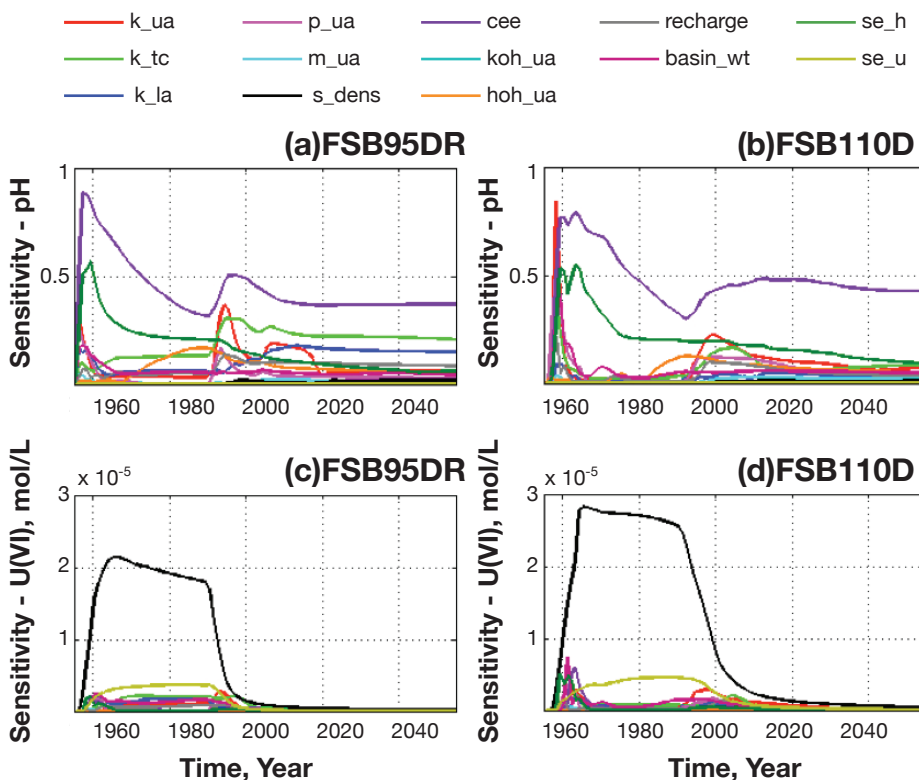 k_ua p_ua cee recharge se_h
k_tc m_ua koh_ua basin_wt se_u
k_la s_dens hoh_ua
(a)FSB95DR (b)FSB110D
Sensitivity - pH
1
0.5
1960 1980 2000 2020 2040
Sensitivity - pH
1
0.5
1960 1980 2000 2020 2040
(c)FSB95DR (d)FSB110D
Sensitivity - U(VI), mol/L
x 10-5
3
2
1
1960 1980 2000 2020 2040
Time, Year
Sensitivity - U(VI), mol/L
x 10-5
3
2
1
1960 1980 2000 2020 2040
Time, Year